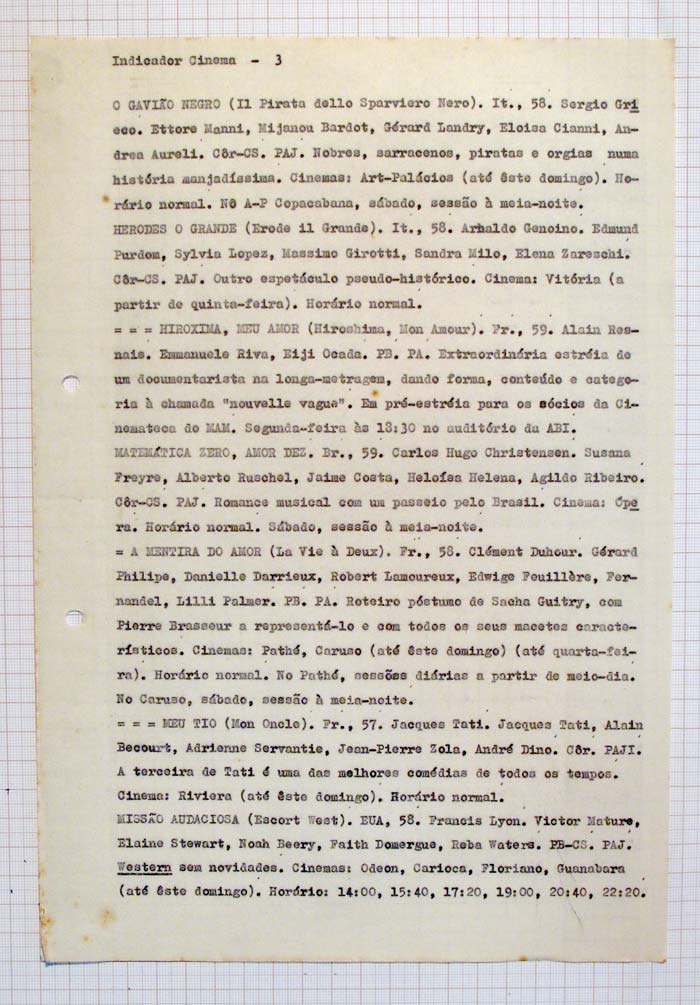 Indicador Cinema - 3
O GAVIÃO NEGRO (Il Pirata dello Sparviero Nero). It., 58. Sergio Gri
eco. Ettore Manni, Mijanou Bardot, Gérard Landry, Eloisa Cianni, An-
drea Aureli. Côr-CS. PAJ. Nobres, sarracenos, piratas e orgias numa
história manjadíssima. Cinemas: Art-Palácios (até êste domingo). Ho-
rário normal. Nô A-P Copacabana, sábado, sessão à meia-noite.
HERODES O GRANDE (Erode il Grande). It., 58. Arnaldo Genoino. Edmund
Purdom, Sylvia Lopez, Massimo Girotti, Sandra Milo, Elena Zareschi.
Côr-CS. PAJ. Outro espetáculo pseudo-histórico. Cinema: Vitória (a
partir de quinta-feira). Horário normal.
= = = HIROXIMA, MEU AMOR (Hiroshima, Mon Amour). Fr., 59. Alain Res-
nais. Emmanuele Riva, Eiji Ocada. PB. PA. Extraordinária estréia de
um documentarista na longa-metragem, dando forma, conteúdo e catego-
ria à chamada "nouvelle vague". Em pré-estréia para os sócios da Ci-
nemateca do MAM. Segunda-feira às 18:30 no auditório da ABI.
MATEMÁTICA ZERO, AMOR DEZ. Br., 59. Carlos Hugo Christensen. Susana
Freyre, Alberto Ruschel, Jaime Costa, Heloísa Helena, Agildo Ribeiro.
Côr-CS. PAJ. Romance musical com um passeio pelo Brasil. Cinema: Ópe
ra. Horário normal. Sábado, sessão à meia-noite.
= A MENTIRA DO AMOR (La Vie à Deux). Fr., 58. Clément Duhour. Gérard
Philipe, Danielle Darrieux, Robert Lamoureux, Edwige Feuillère, Fer-
nandel, Lilli Palmer. PB. PA. Roteiro póstumo de Sacha Guitry, com
Pierre Brasseur a representá-lo e com todos os seus macetes caracte-
rísticos. Cinemas: Pathé, Caruso (até êste domingo) (até quarta-fei-
ra). Horário normal. No Pathé, sessões diárias a partir de meio-dia.
No Caruso, sábado, sessão à meia-noite.
= = = MEU TIO (Mon Oncle). Fr., 57. Jacques Tati. Jacques Tati, Alain
Becourt, Adrienne Servantie, Jean-Pierre Zola, André Dino. Côr. PAJI.
A terceira de Tati é uma das melhores comédias de todos os tempos.
Cinema: Riviera (até êste domingo). Horário normal.
MISSÃO AUDACIOSA (Escort West). EUA, 58. Francis Lyon. Victor Mature,
Elaine Stewart, Noah Beery, Faith Domergue, Reba Waters. PB-CS. PAJ.
Western sem novidades. Cinemas: Odeon, Carioca, Floriano, Guanabara
(até êste domingo). Horário: 14:00, 15:40, 17:20, 19:00, 20:40, 22:20.